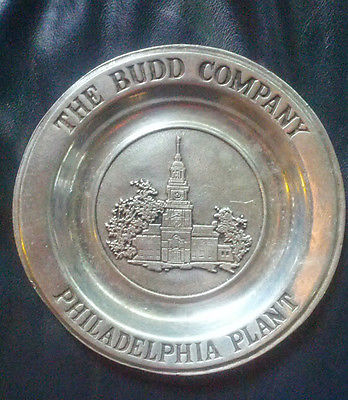 THE BUDD COMPANY
PHILADELPHIA PLANT